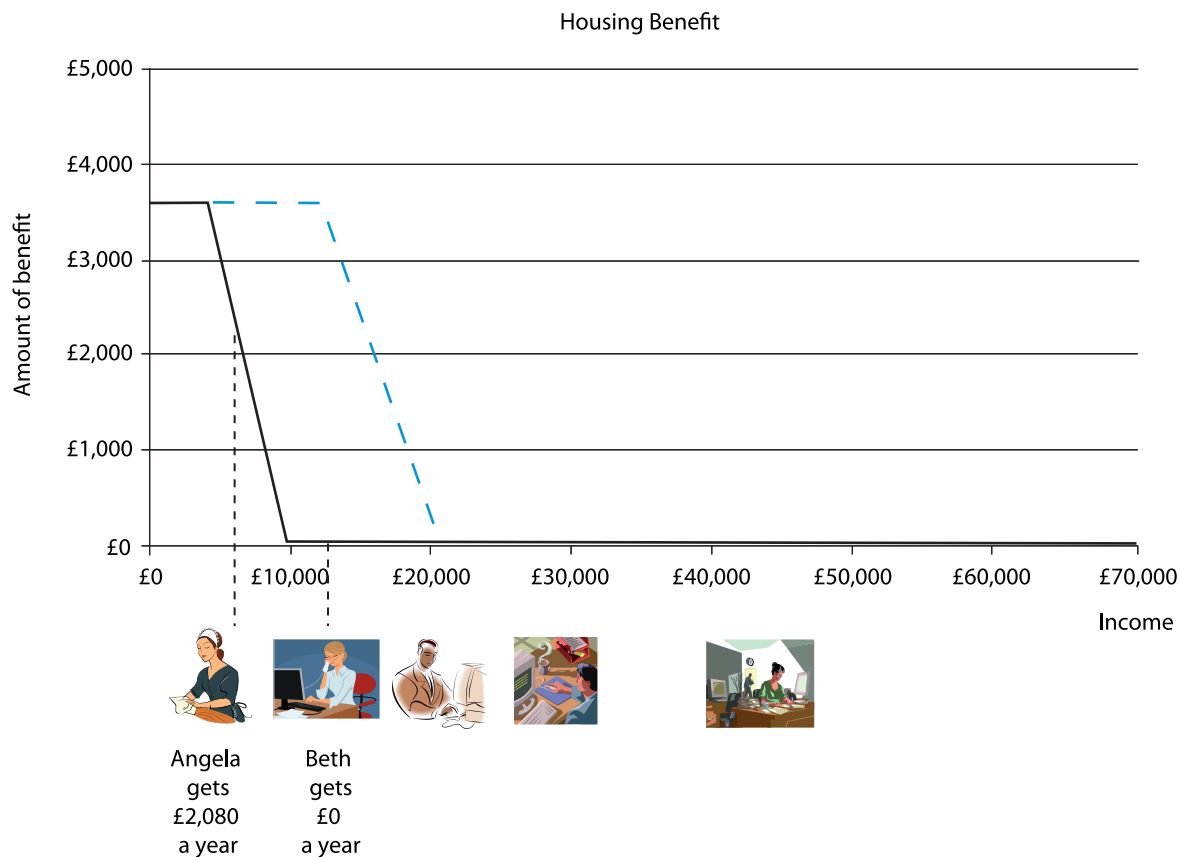 Housing Benefit
£5,000
£4,000
£3,000
£2,000
£1,000
£0
Amount of benefit
£0
£10,000
£20,000
£30,000
£40,000
£50,000
£60,000
£70,000
Income
Angela
gets
£2,080
a year
Beth
gets
£0
a year